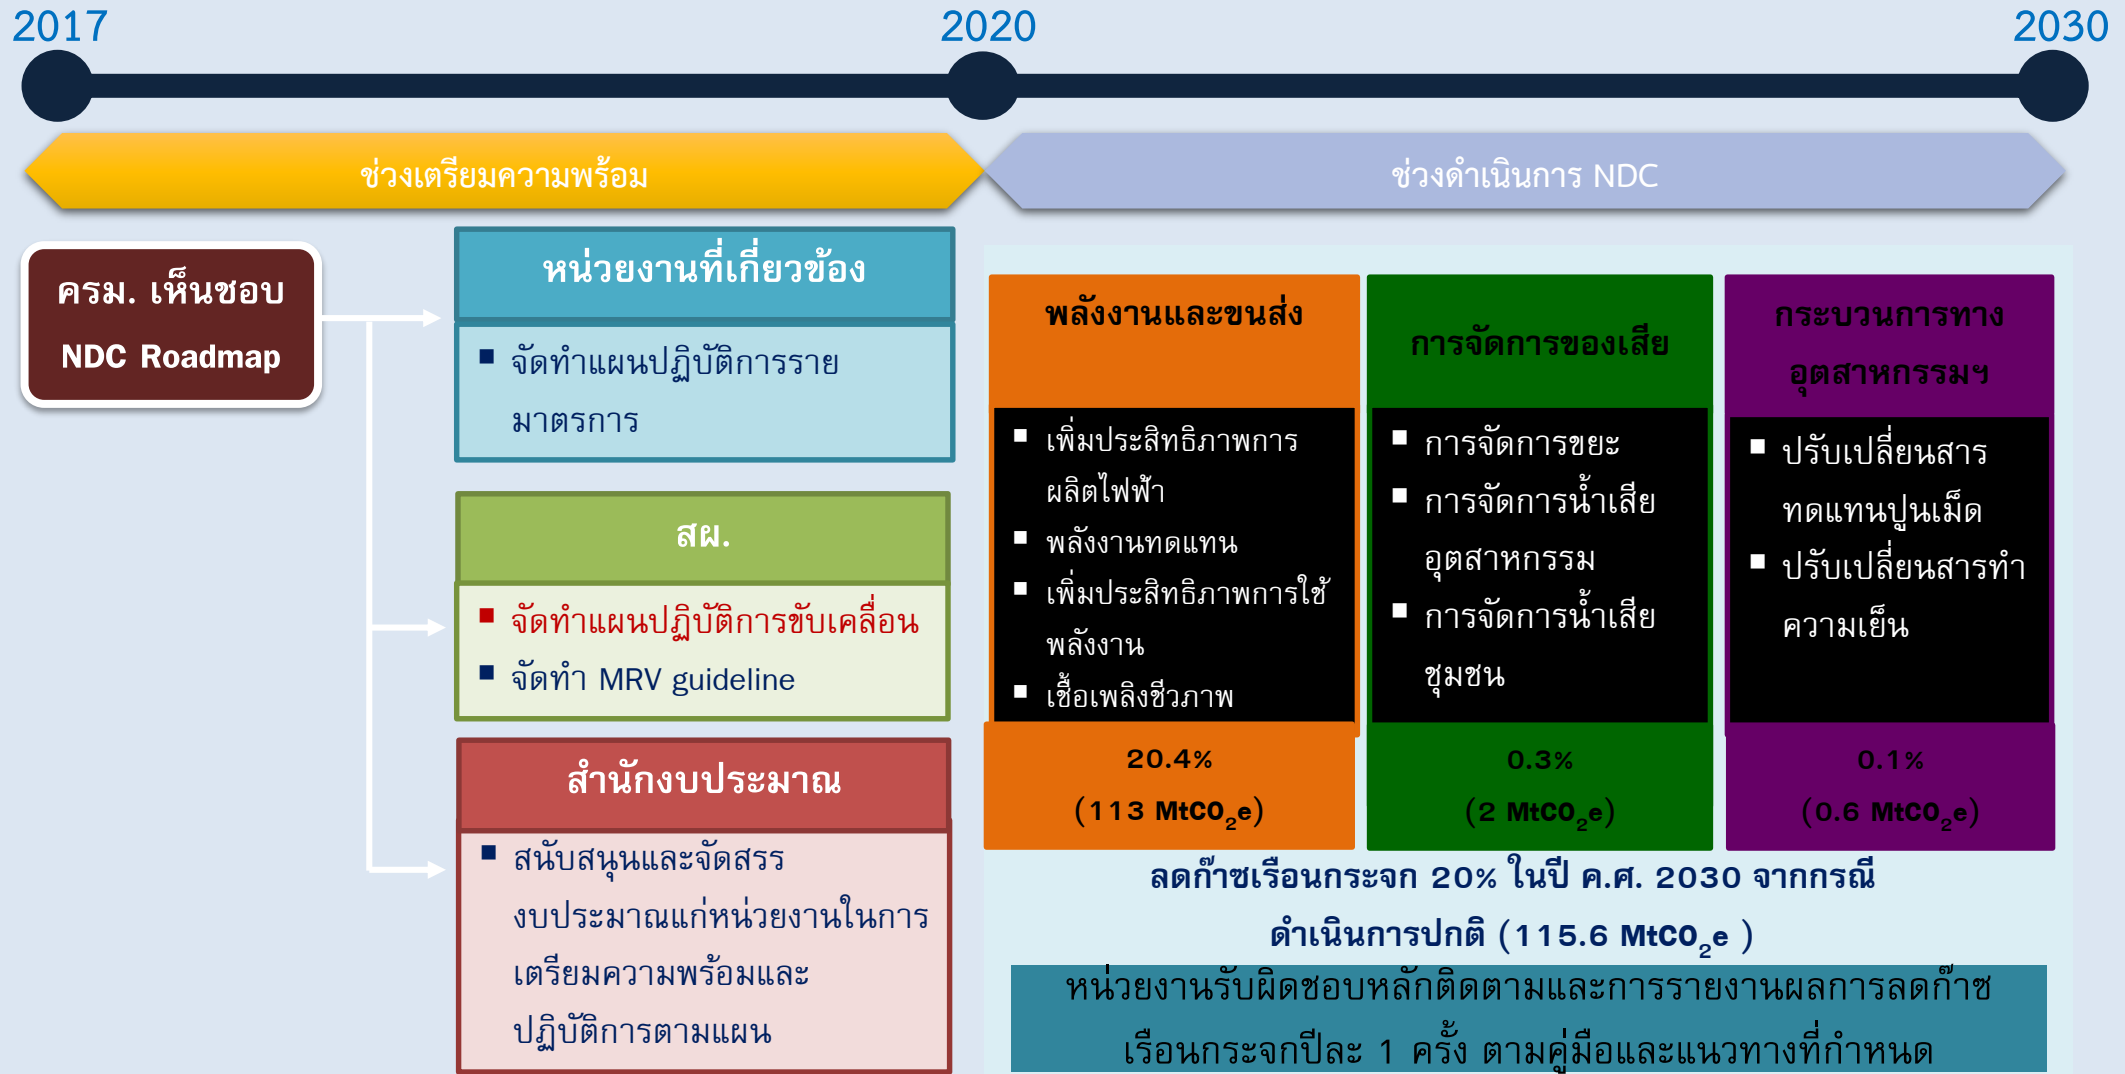 2017
2020
2030
ช่วงเตรียมความพร้อม
ช่วงดำเนินการ NDC
ครม. เห็นชอบ
NDC Roadmap
หน่วยงานที่เกี่ยวข้อง
▪ จัดทำแผนปฏิบัติการราย
มาตรการ
สผ.
▪ จัดทำแผนปฏิบัติการขับเคลื่อน
▪ จัดทำ MRV guideline
สำนักงบประมาณ
▪ สนับสนุนและจัดสรร
งบประมาณแก่หน่วยงานในการ
เตรียมความพร้อมและ
ปฏิบัติการตามแผน
พลังงานและขนส่ง
▪ เพิ่มประสิทธิภาพการ
ผลิตไฟฟ้า
▪ พลังงานทดแทน
▪ เพิ่มประสิทธิภาพการใช้
พลังงาน
▪ เชื้อเพลิงชีวภาพ
20.4%
(113 MtCO₂e)
การจัดการของเสีย
▪ การจัดการขยะ
▪ การจัดการน้ำเสีย
อุตสาหกรรม
▪ การจัดการน้ำเสีย
ชุมชน
0.3%
(2 MtCO₂e)
กระบวนการทาง
อุตสาหกรรมฯ
▪ ปรับเปลี่ยนสาร
ทดแทนปูนเม็ด
▪ ปรับเปลี่ยนสารทำ
ความเย็น
0.1%
(0.6 MtCO₂e)
ลดก๊าซเรือนกระจก 20% ในปี ค.ศ. 2030 จากกรณี
ดำเนินการปกติ (115.6 MtCO₂e )
หน่วยงานรับผิดชอบหลักติดตามและการรายงานผลการลดก๊าซ
เรือนกระจกปีละ 1 ครั้ง ตามคู่มือและแนวทางที่กำหนด